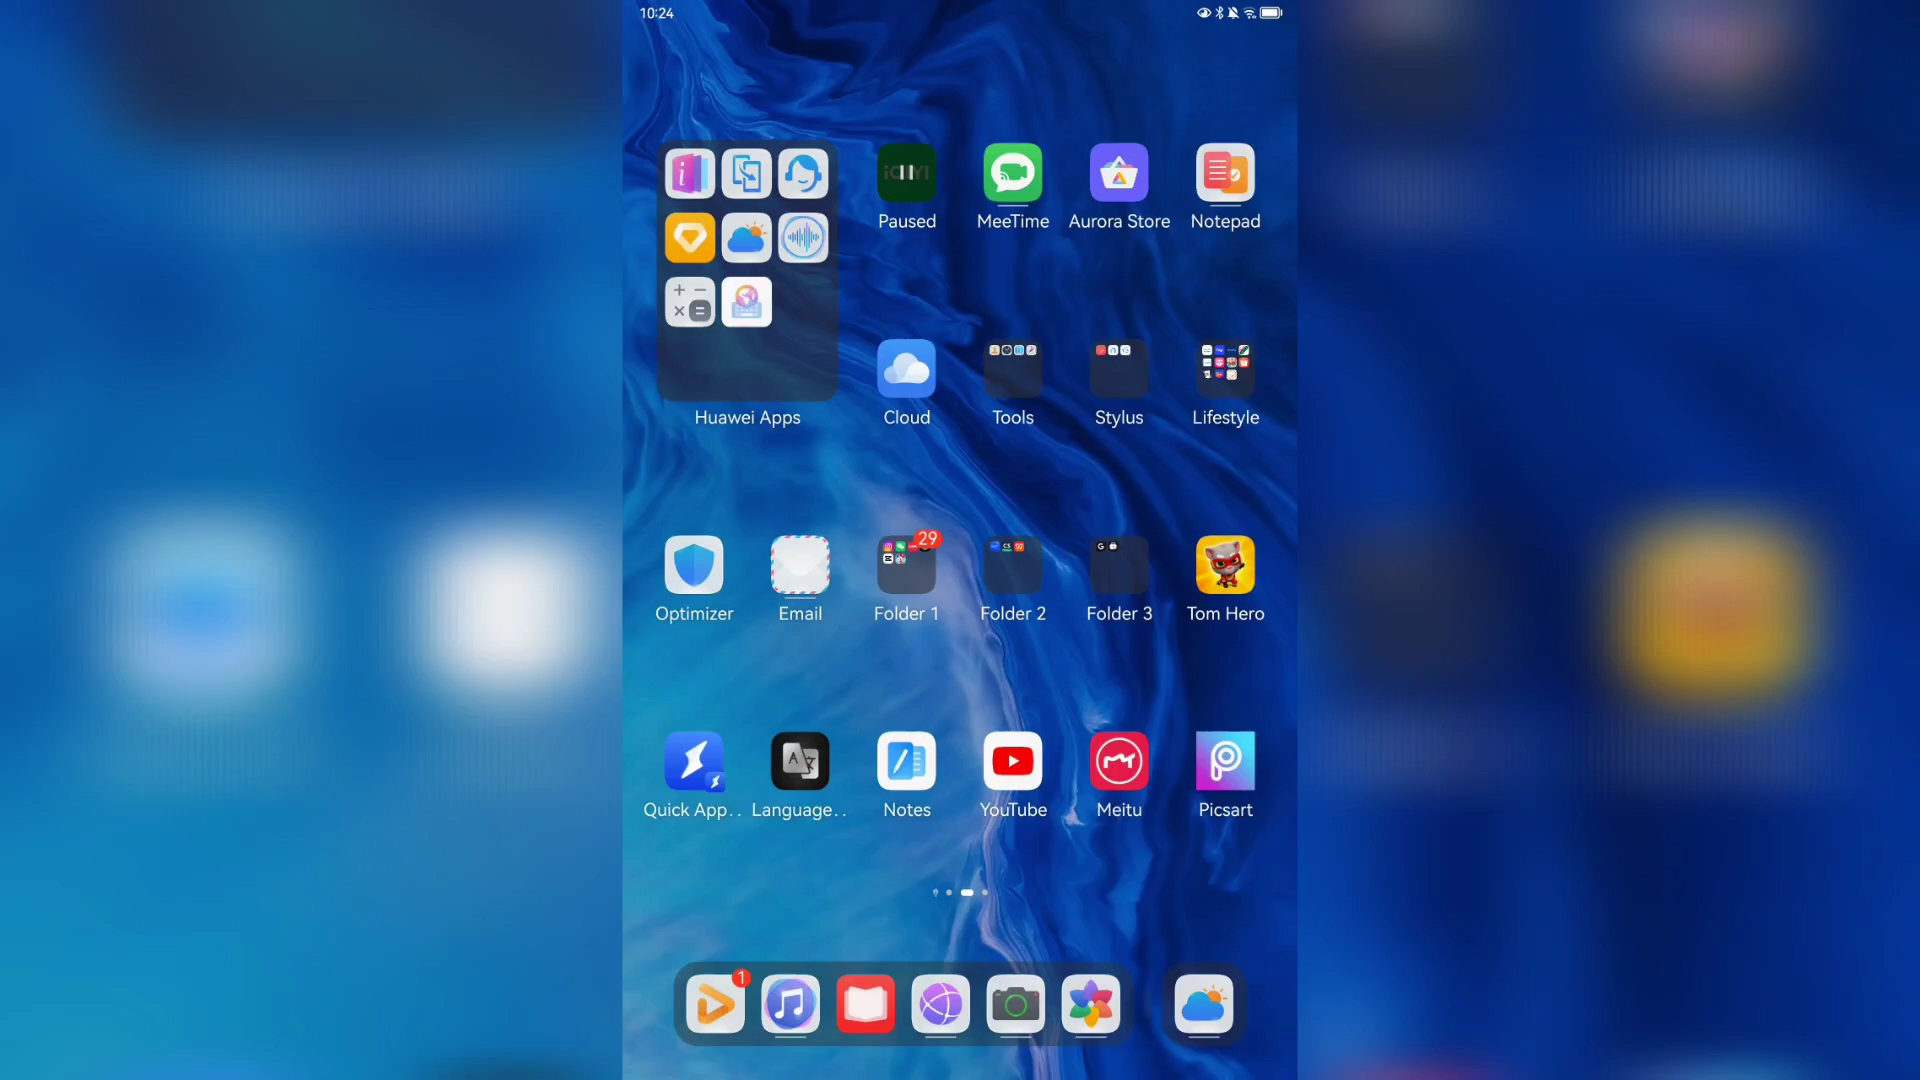 10:24
Paused
MeeTime
Aurora Store
Notepad
Huawei Apps
Cloud
Tools
Stylus
Lifestyle
29
Optimizer
Email
Folder 1
Folder 2
Folder 3
Tom Hero
Quick App..
Language..
Notes
YouTube
Meitu
Picsart
1